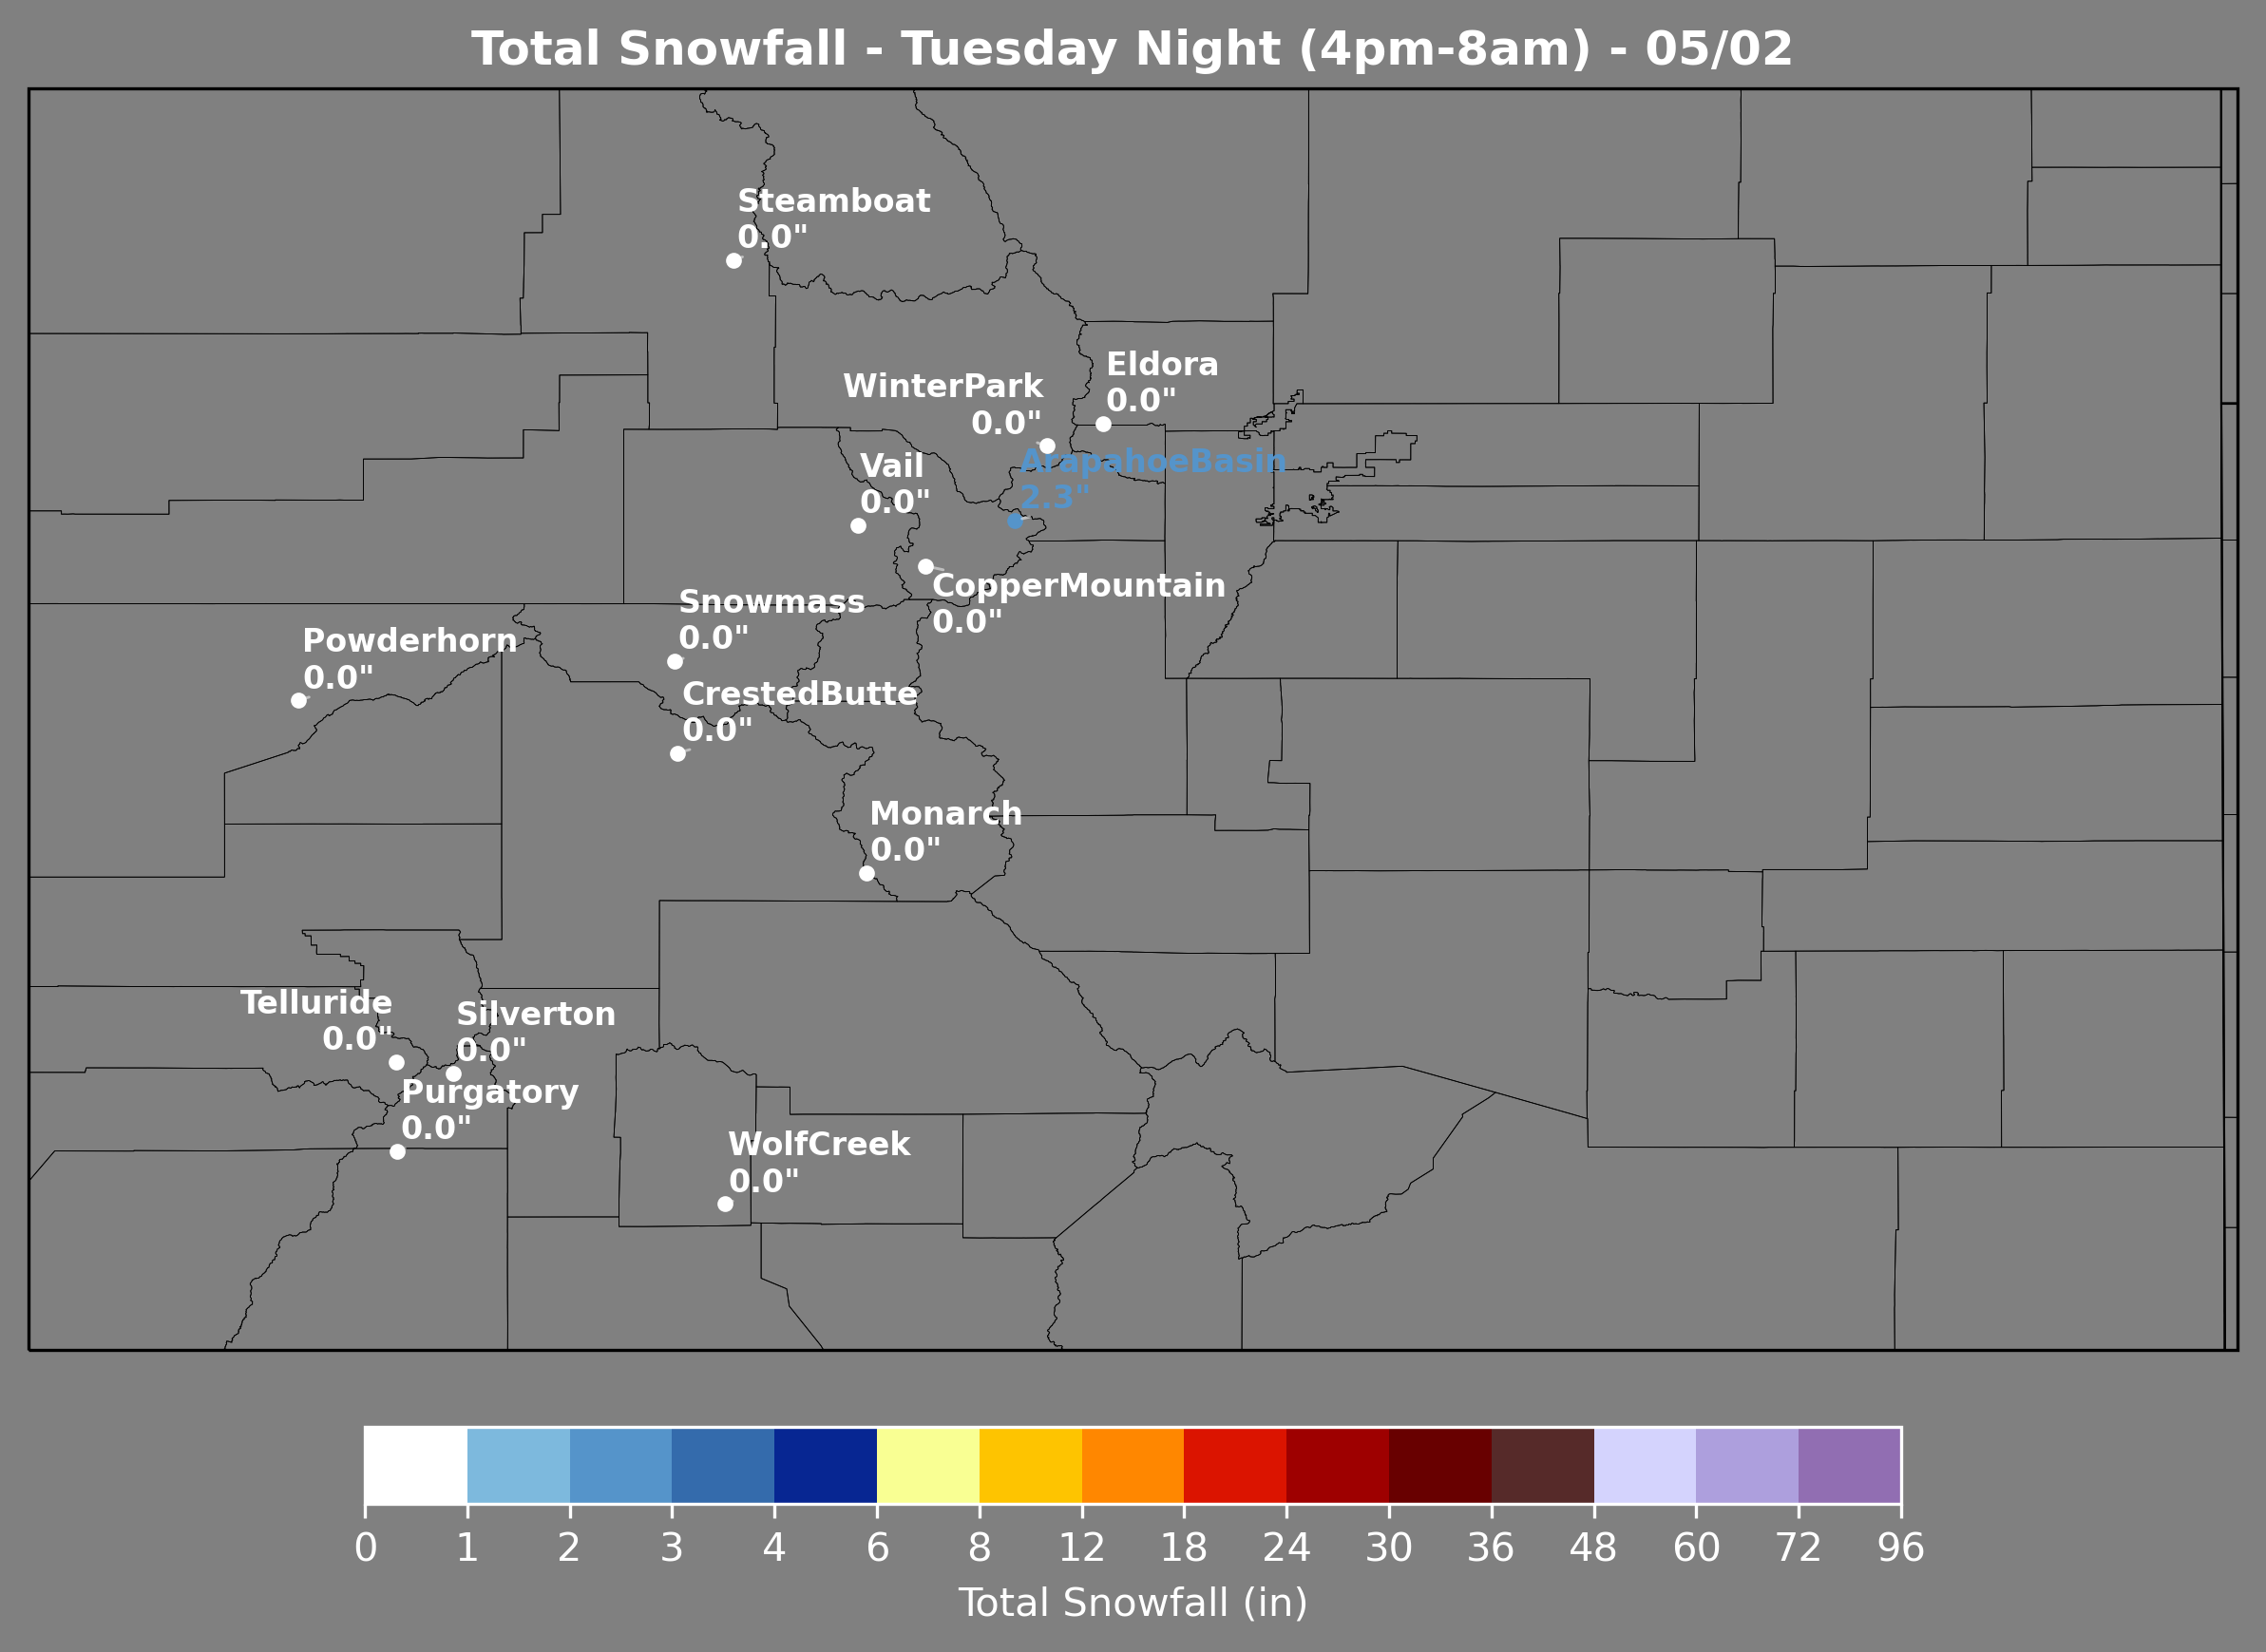 Total Snowfall - Tuesday Night (4pm-8am) - 05/02
Steamboat
0.0"
Eldora
0.0"
WinterPark
0.0"
ArapahoeBasin
2.3"
Vail
0.0"
CopperMountain
0.0"
Snowmass
0.0"
Powderhorn
0.0"
CrestedButte
0.0"
Monarch
0.0"
Telluride
0.0"
Silverton
0.0"
Purgatory
0.0"
WolfCreek
0.0"
0 1 2 3 4 6 8 12 18 24 30 36 48 60 72 96
Total Snowfall (in)